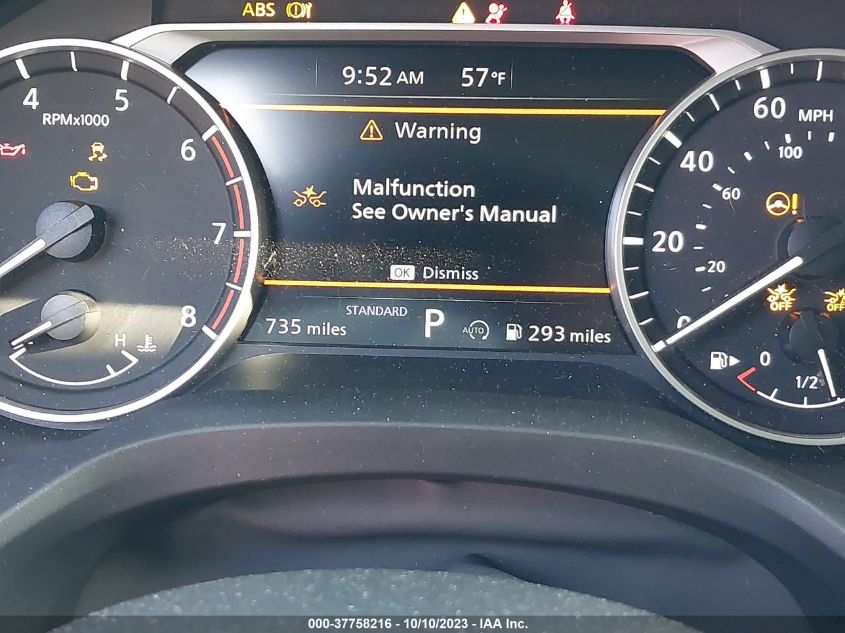 ABS
9:52 AM 57°F
4 5 6 7 8
RPMx1000
Warning
Malfunction
See Owner's Manual
OK Dismiss
STANDARD
735 miles P AUTO 293 miles
H
0 20 40 60 MPH
20 60 100
OFF OFF
0 1/2
000-37758216 - 10/10/2023 - IAA Inc.